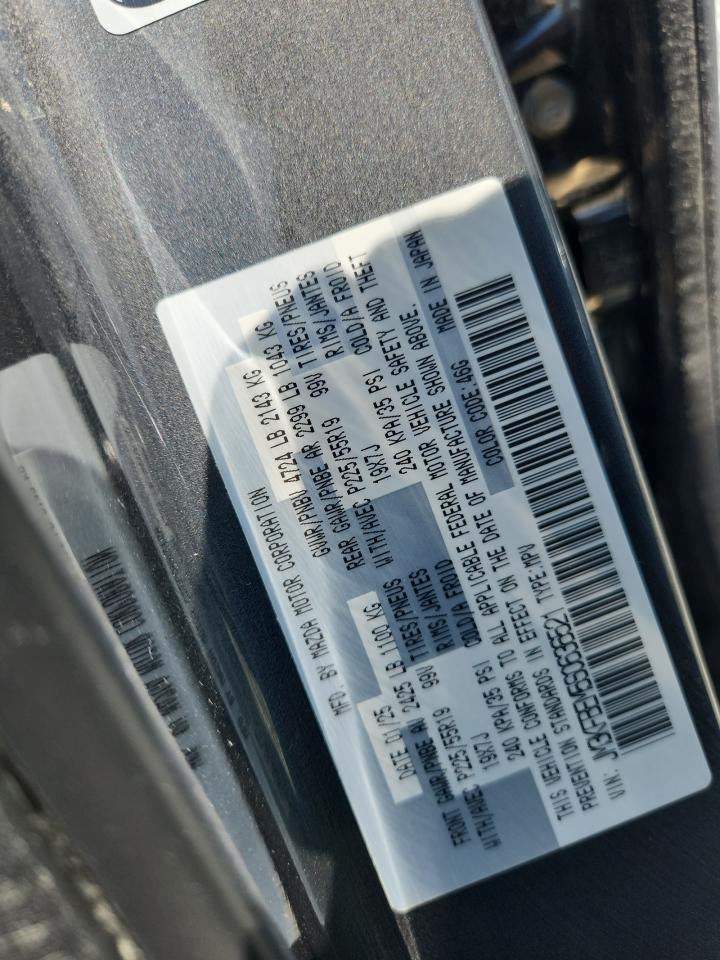 MFD. BY MAZDA MOTOR CORPORATION
DATE:01/25 GVWR/PNBV 4724 LB 2143 KG
FRONT GAWR/PNBE AV 2425 LB 1100 KG REAR GAWR/PNBE AR 2299 LB 1043 KG
WITH/AVEC P225/55R19 99V TIRES/PNEUS WITH/AVEC P225/55R19 99V TIRES/PNEUS
19X7J RIMS/JANTES 19X7J RIMS/JANTES
240 KPA/35 PSI COLD/A FROID 240 KPA/35 PSI COLD/A FROID
THIS VEHICLE CONFORMS TO ALL APPLICABLE FEDERAL MOTOR VEHICLE SAFETY AND THEFT
PREVENTION STANDARDS IN EFFECT ON THE DATE OF MANUFACTURE SHOWN ABOVE.
VIN: TYPE:MPV COLOR CODE:46G MADE IN JAPAN